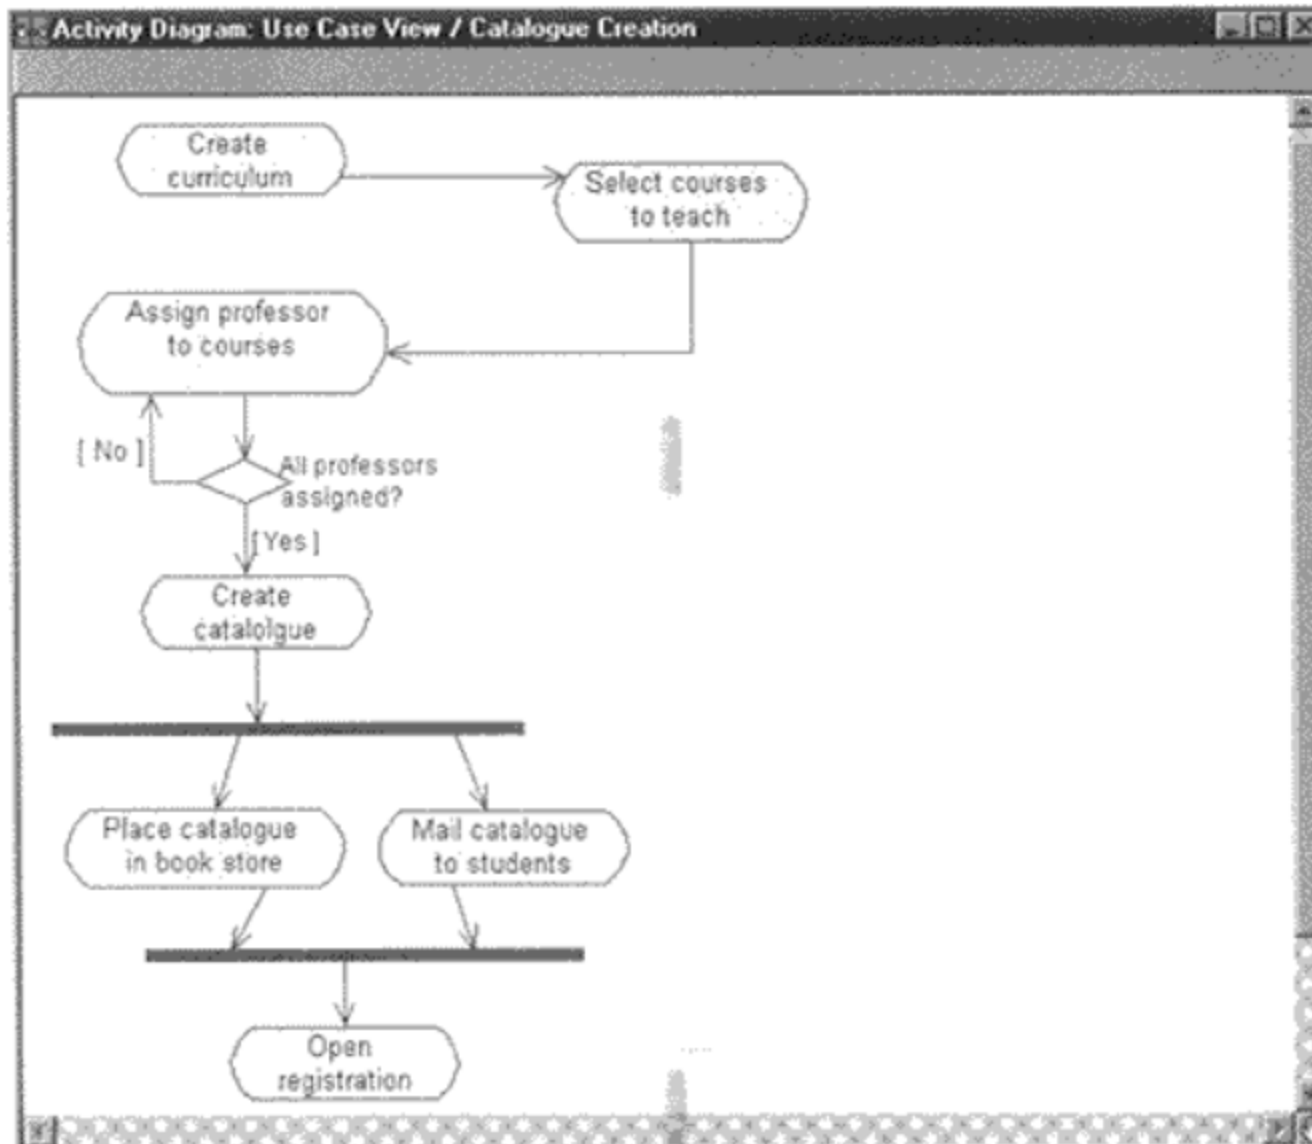 Activity Diagram: Use Case View / Catalogue Creation
Create
curriculum
Select courses
to teach
Assign professor
to courses
[ No ]
All professors
assigned?
[Yes ]
Create
catalolgue
Place catalogue
in book store
Mail catalogue
to students
Open
registration